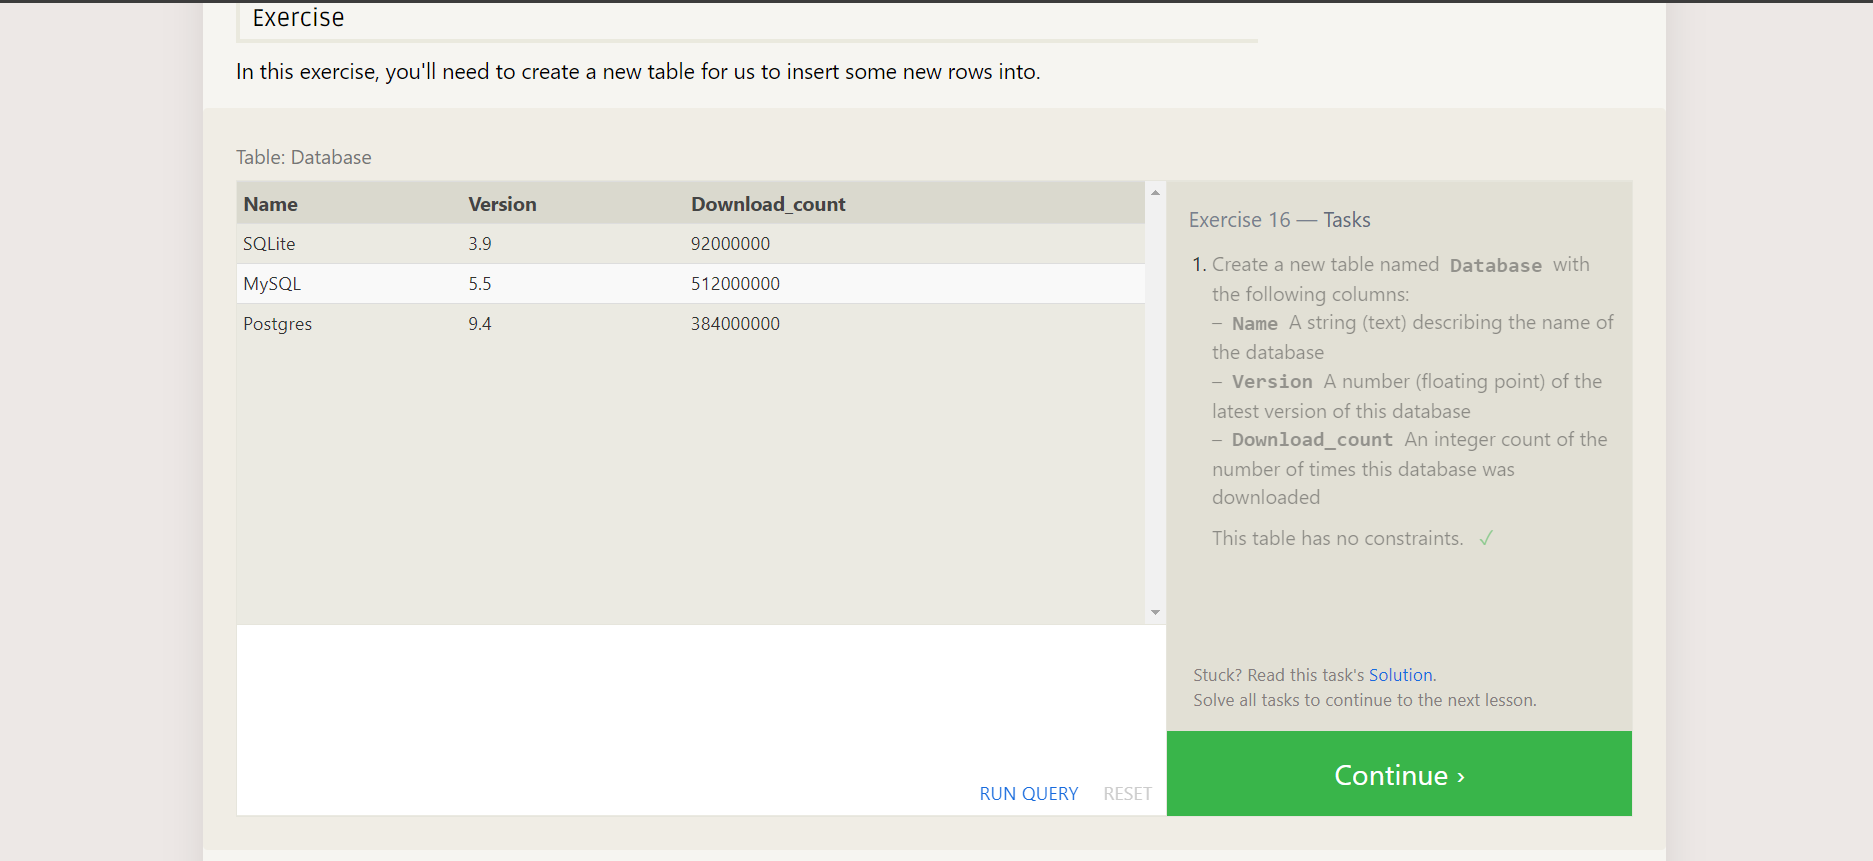 Exercise
In this exercise, you'll need to create a new table for us to insert some new rows into.
Table: Database
Name Version Download_count
SQLite 3.9 92000000
MySQL 5.5 512000000
Postgres 9.4 384000000
RUN QUERY RESET
Exercise 16 — Tasks
1. Create a new table named Database with
the following columns:
– Name A string (text) describing the name of
the database
– Version A number (floating point) of the
latest version of this database
– Download_count An integer count of the
number of times this database was
downloaded
This table has no constraints. ✓
Stuck? Read this task's Solution.
Solve all tasks to continue to the next lesson.
Continue ›